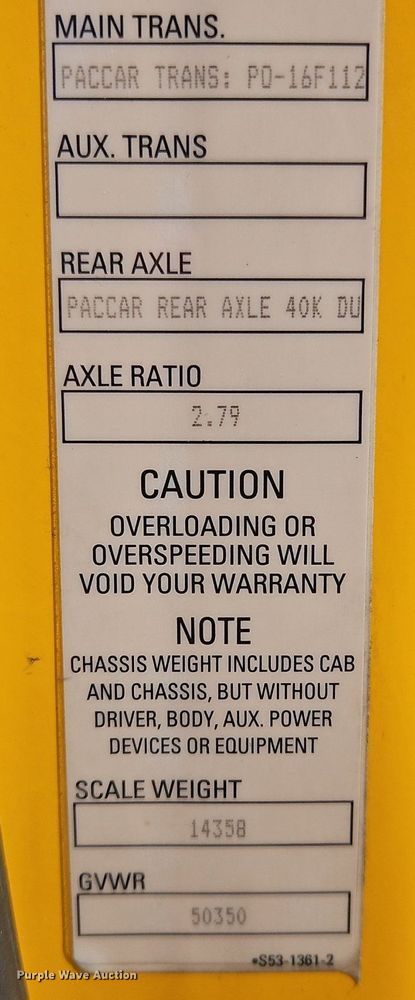 MAIN TRANS.
PACCAR TRANS: PO-16F112
AUX. TRANS
REAR AXLE
PACCAR REAR AXLE 40K DU
AXLE RATIO
2.79
CAUTION
OVERLOADING OR
OVERSPEEDING WILL
VOID YOUR WARRANTY
NOTE
CHASSIS WEIGHT INCLUDES CAB
AND CHASSIS, BUT WITHOUT
DRIVER, BODY, AUX. POWER
DEVICES OR EQUIPMENT
SCALE WEIGHT
14358
GVWR
50350
•S53-1361-2
Purple Wave Auction